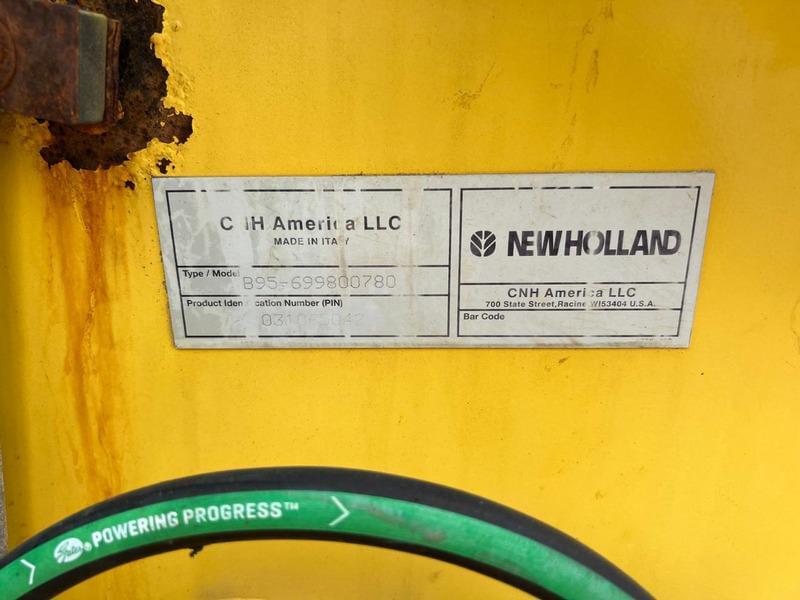 CNH America LLC
MADE IN ITALY
Type / Model B95-699800780
Product Identification Number (PIN)
NEW HOLLAND
CNH America LLC
700 State Street, Racine WI53404 U.S.A.
Bar Code
Gates® POWERING PROGRESS™